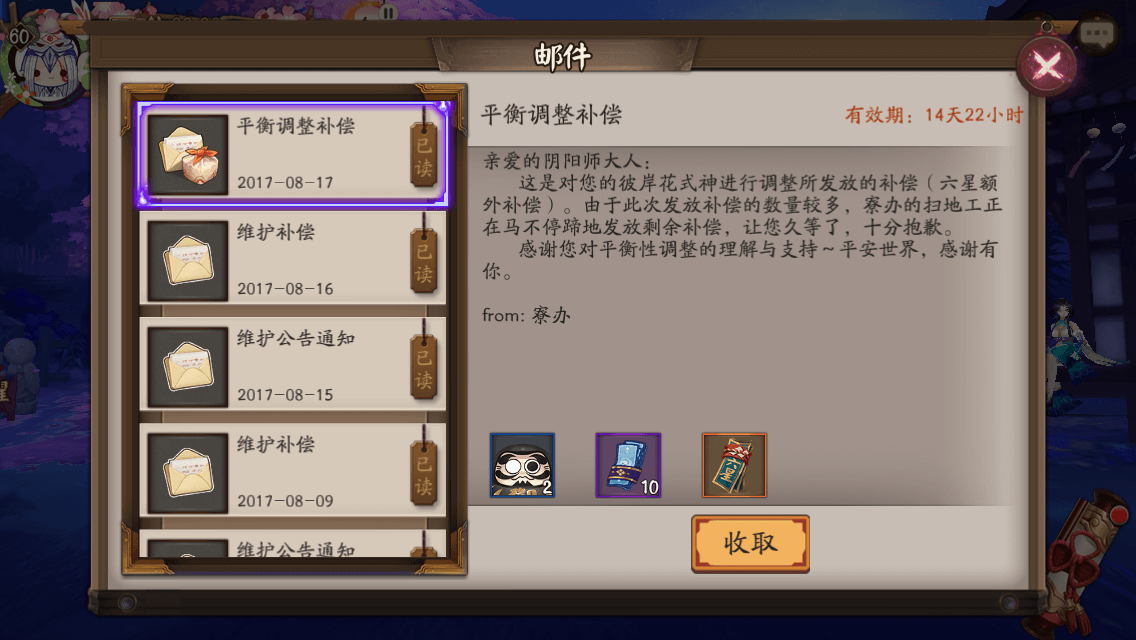 60
邮件
平衡调整补偿
2017-08-17
已读
维护补偿
2017-08-16
已读
维护公告通知
2017-08-15
已读
维护补偿
2017-08-09
已读
维护公告通知
平衡调整补偿
有效期：14天22小时
亲爱的阴阳师大人：
这是对您的彼岸花式神进行调整所发放的补偿（六星额
外补偿）。由于此次发放补偿的数量较多，寮办的扫地工正
在马不停蹄地发放剩余补偿，让您久等了，十分抱歉。
感谢您对平衡性调整的理解与支持～平安世界，感谢有
你。
from: 寮办
2
10
六星
收取